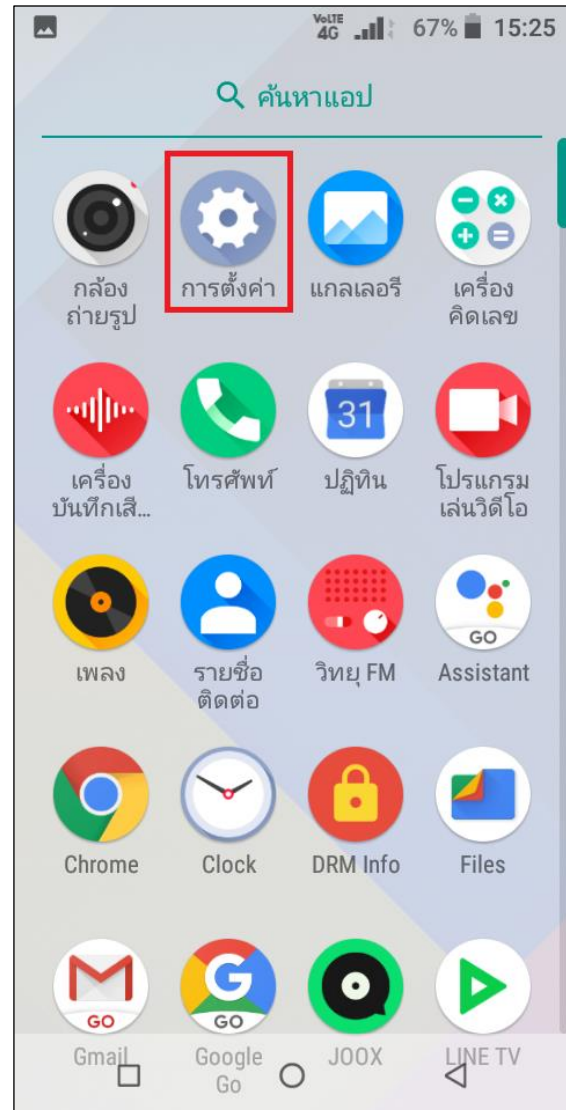 VoLTE
4G 67% 15:25
ค้นหาแอป
กล้อง
ถ่ายรูป
การตั้งค่า
แกลเลอรี
เครื่อง
คิดเลข
เครื่อง
บันทึกเสี...
โทรศัพท์
31
ปฏิทิน
โปรแกรม
เล่นวิดีโอ
เพลง
รายชื่อ
ติดต่อ
วิทยุ FM
GO
Assistant
Chrome
Clock
DRM Info
Files
GO
Gmail
G
GO
Google
Go
JOOX
LINE TV